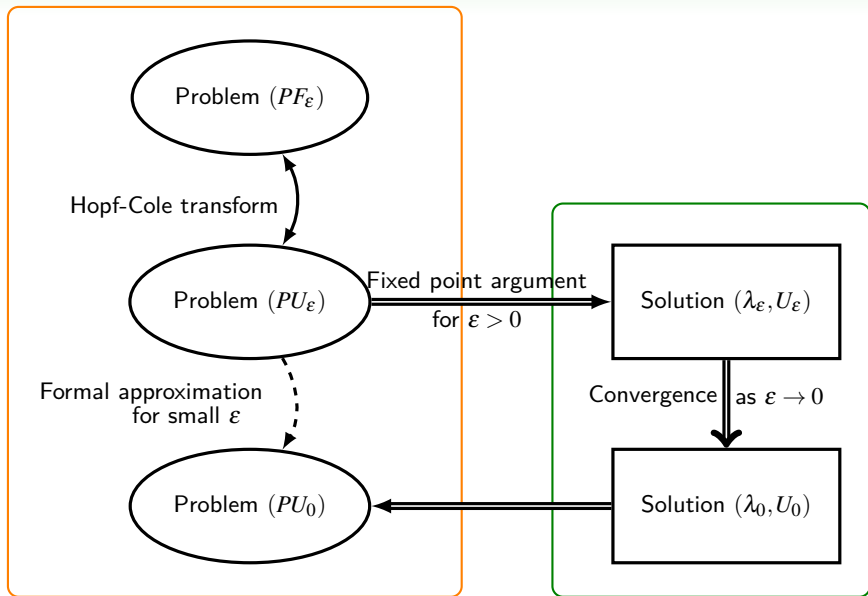 Problem (PF_ε)
Hopf-Cole transform
Fixed point argument
Problem (PU_ε)
for ε > 0
Solution (λ_ε, U_ε)
Formal approximation
for small ε
Convergence as ε → 0
Problem (PU_0)
Solution (λ_0, U_0)